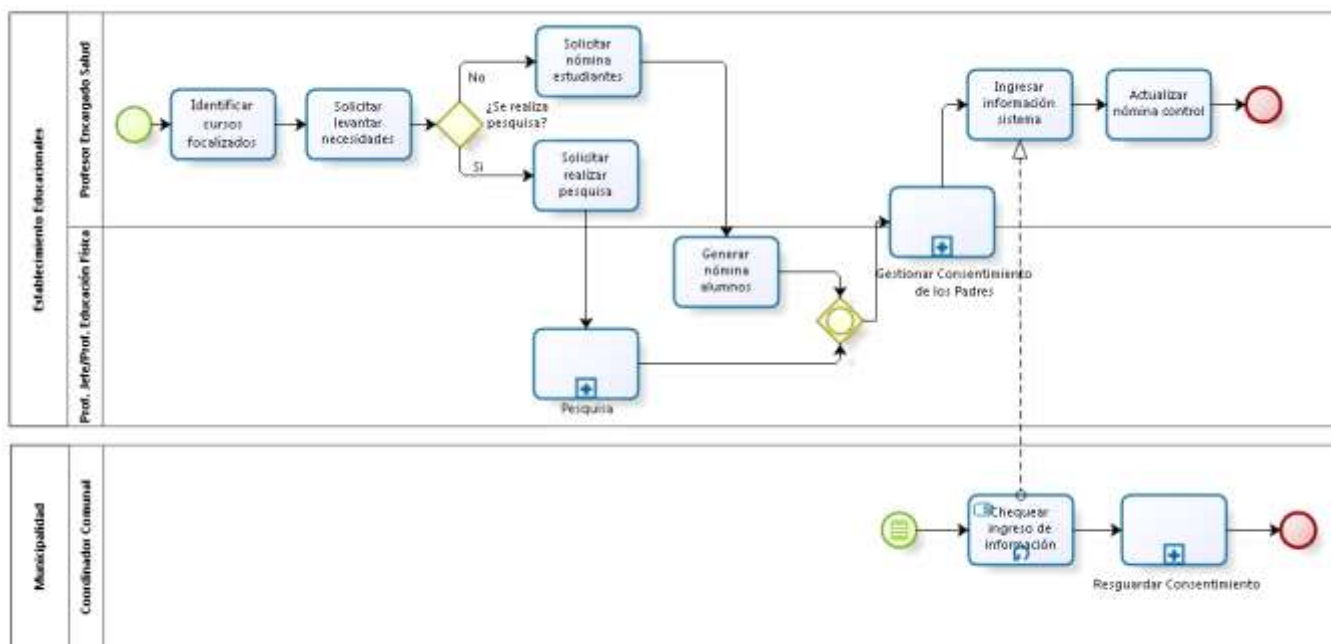 Establecimiento Educacionales
Profesor Encargado Salud
Identificar
cursos
focalizados
Solicitar
levantar
necesidades
No
¿Se realiza
pesquisa?
Si
Solicitar
nómina
estudiantes
Solicitar
realizar
pesquisa
Ingresar
información
sistema
Actualizar
nómina control
Prof. Jefe/Prof. Educación Física
Generar
nómina
alumnos
Gestionar Consentimiento
de los Padres
Pesquisa
Municipalidad
Coordinador Comunal
Chequear
ingreso de
información
Resguardar Consentimiento